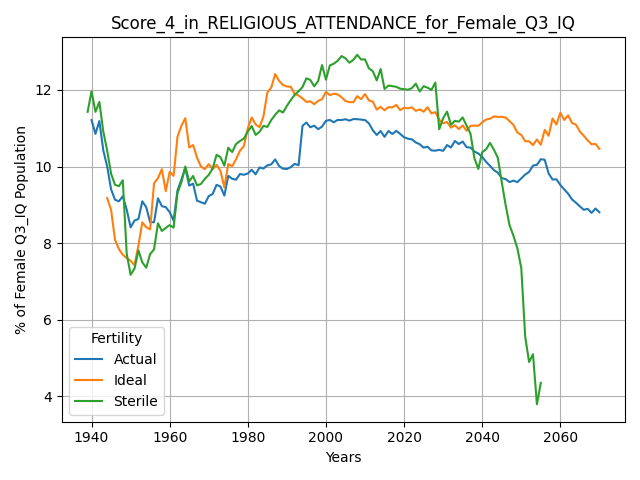 Score_4_in_RELIGIOUS_ATTENDANCE_for_Female_Q3_IQ
% of Female Q3_IQ Population
12
10
8
6
4
Fertility
Actual
Ideal
Sterile
1940 1960 1980 2000 2020 2040 2060
Years